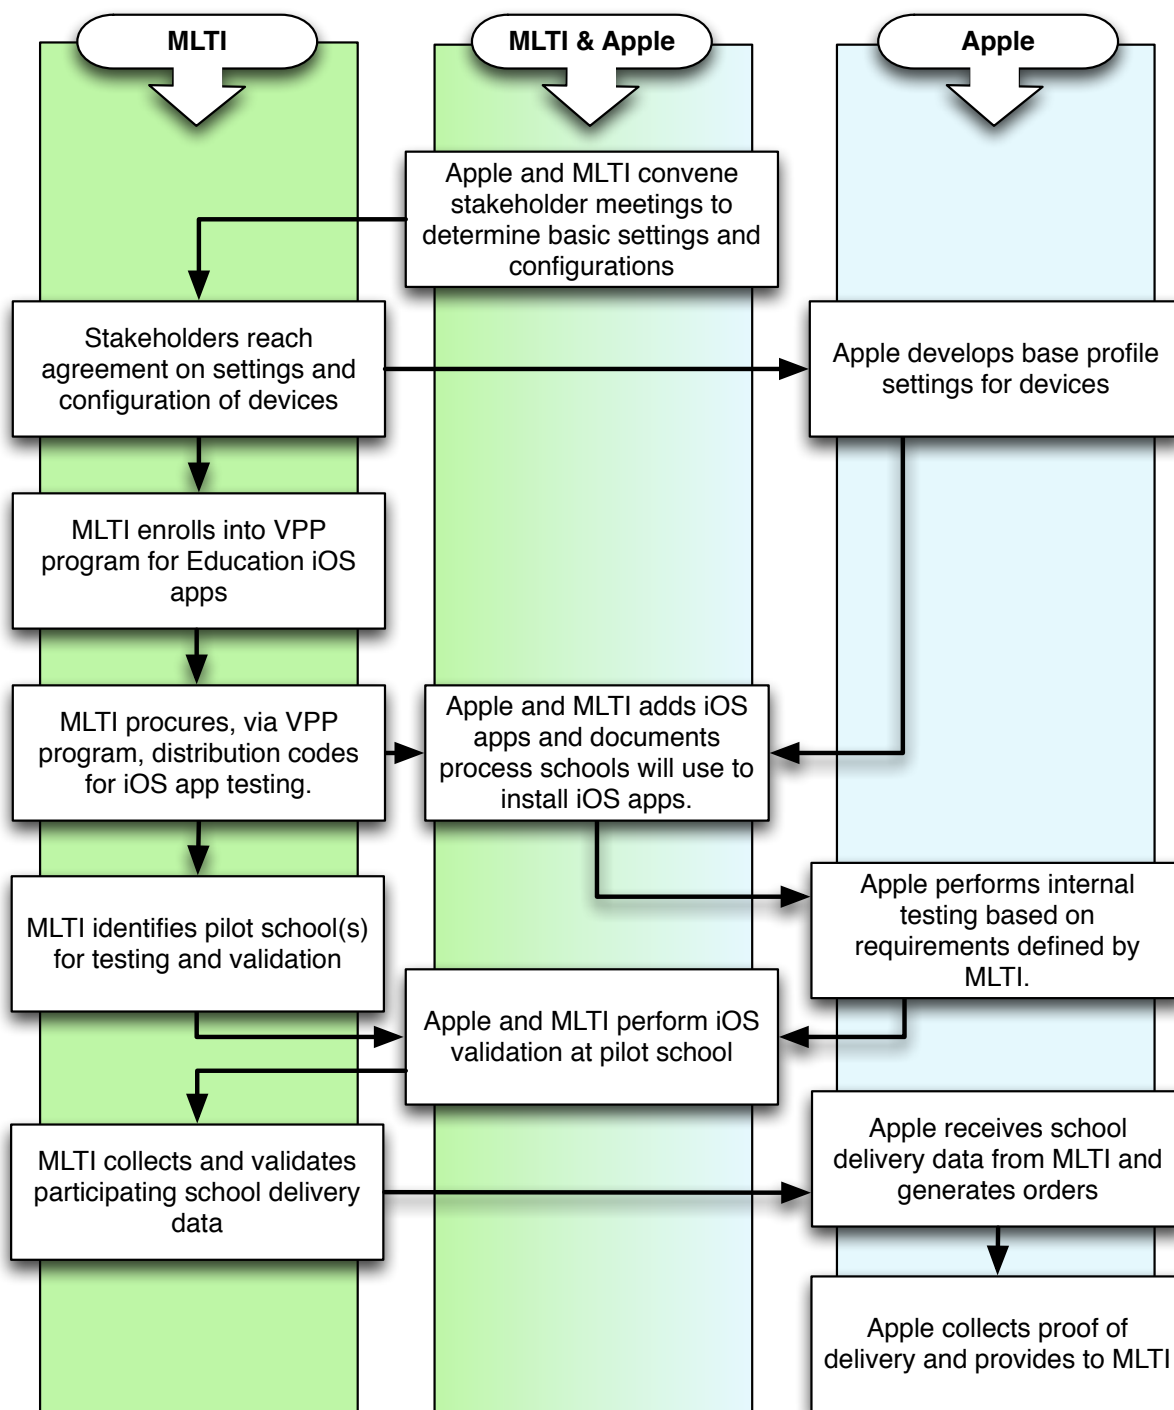 MLTI
MLTI & Apple
Apple
Apple and MLTI convene
stakeholder meetings to
determine basic settings and
configurations
Stakeholders reach
agreement on settings and
configuration of devices
Apple develops base profile
settings for devices
MLTI enrolls into VPP
program for Education iOS
apps
MLTI procures, via VPP
program, distribution codes
for iOS app testing.
Apple and MLTI adds iOS
apps and documents
process schools will use to
install iOS apps.
MLTI identifies pilot school(s)
for testing and validation
Apple performs internal
testing based on
requirements defined by
MLTI.
Apple and MLTI perform iOS
validation at pilot school
MLTI collects and validates
participating school delivery
data
Apple receives school
delivery data from MLTI and
generates orders
Apple collects proof of
delivery and provides to MLTI